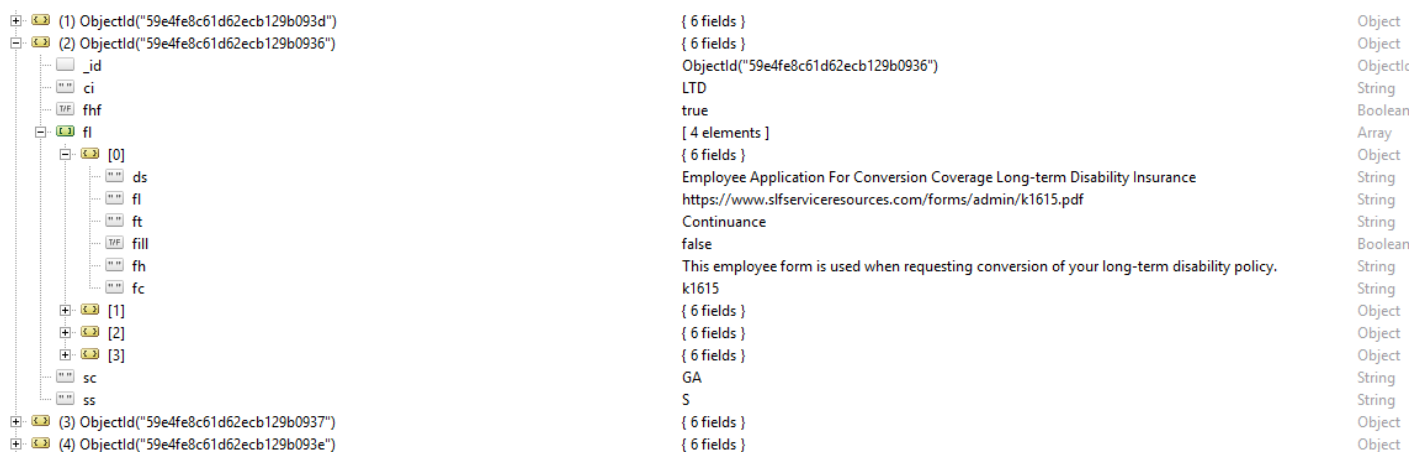 (1) ObjectId("59e4fe8c61d62ecb129b093d") { 6 fields } Object
(2) ObjectId("59e4fe8c61d62ecb129b0936") { 6 fields } Object
_id ObjectId("59e4fe8c61d62ecb129b0936") ObjectId
" " ci LTD String
T/F fhf true Boolean
fl [ 4 elements ] Array
[0] { 6 fields } Object
" " ds Employee Application For Conversion Coverage Long-term Disability Insurance String
" " fl https://www.slfserviceresources.com/forms/admin/k1615.pdf String
" " ft Continuance String
T/F fill false Boolean
" " fh This employee form is used when requesting conversion of your long-term disability policy. String
" " fc k1615 String
[1] { 6 fields } Object
[2] { 6 fields } Object
[3] { 6 fields } Object
" " sc GA String
" " ss S String
(3) ObjectId("59e4fe8c61d62ecb129b0937") { 6 fields } Object
(4) ObjectId("59e4fe8c61d62ecb129b093e") { 6 fields } Object